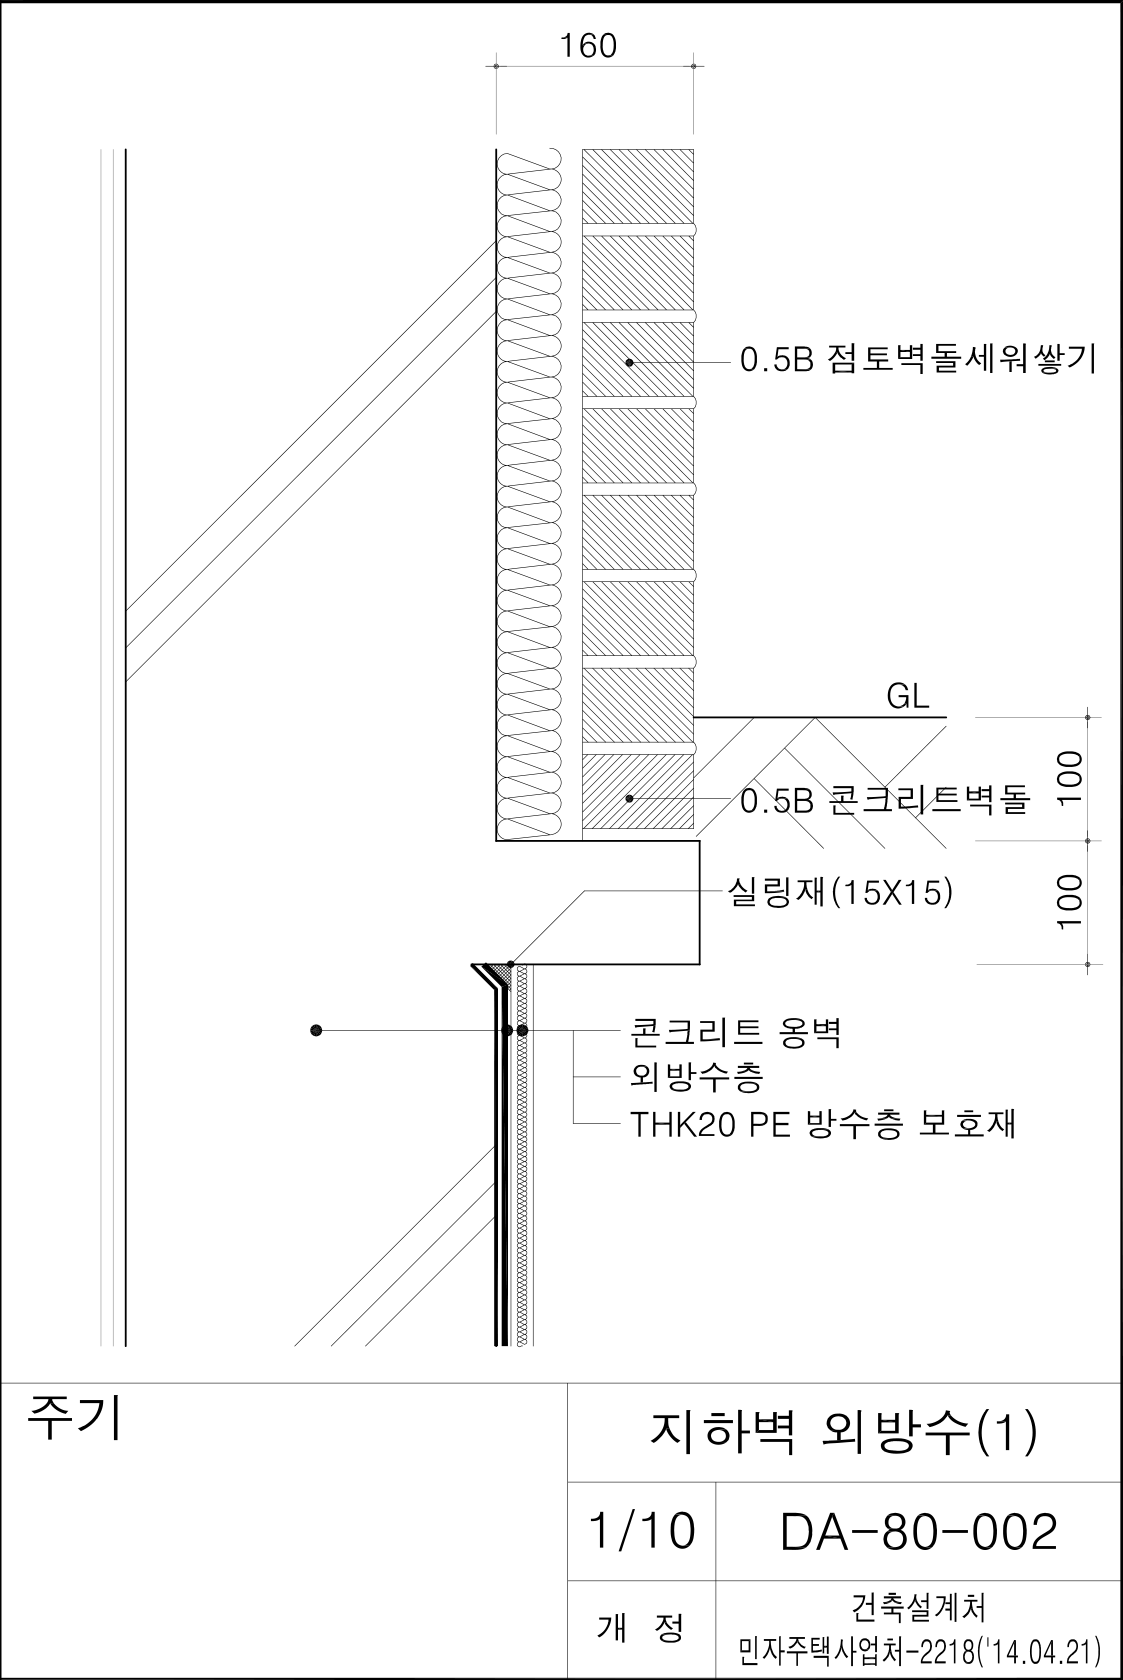 160
0.5B 점토벽돌세워쌓기
GL
100
0.5B 콘크리트벽돌
100
실링재(15X15)
콘크리트 옹벽
외방수층
THK20 PE 방수층 보호재
주기
지하벽 외방수(1)
1/10
DA-80-002
개 정
건축설계처
민자주택사업처-2218('14.04.21)